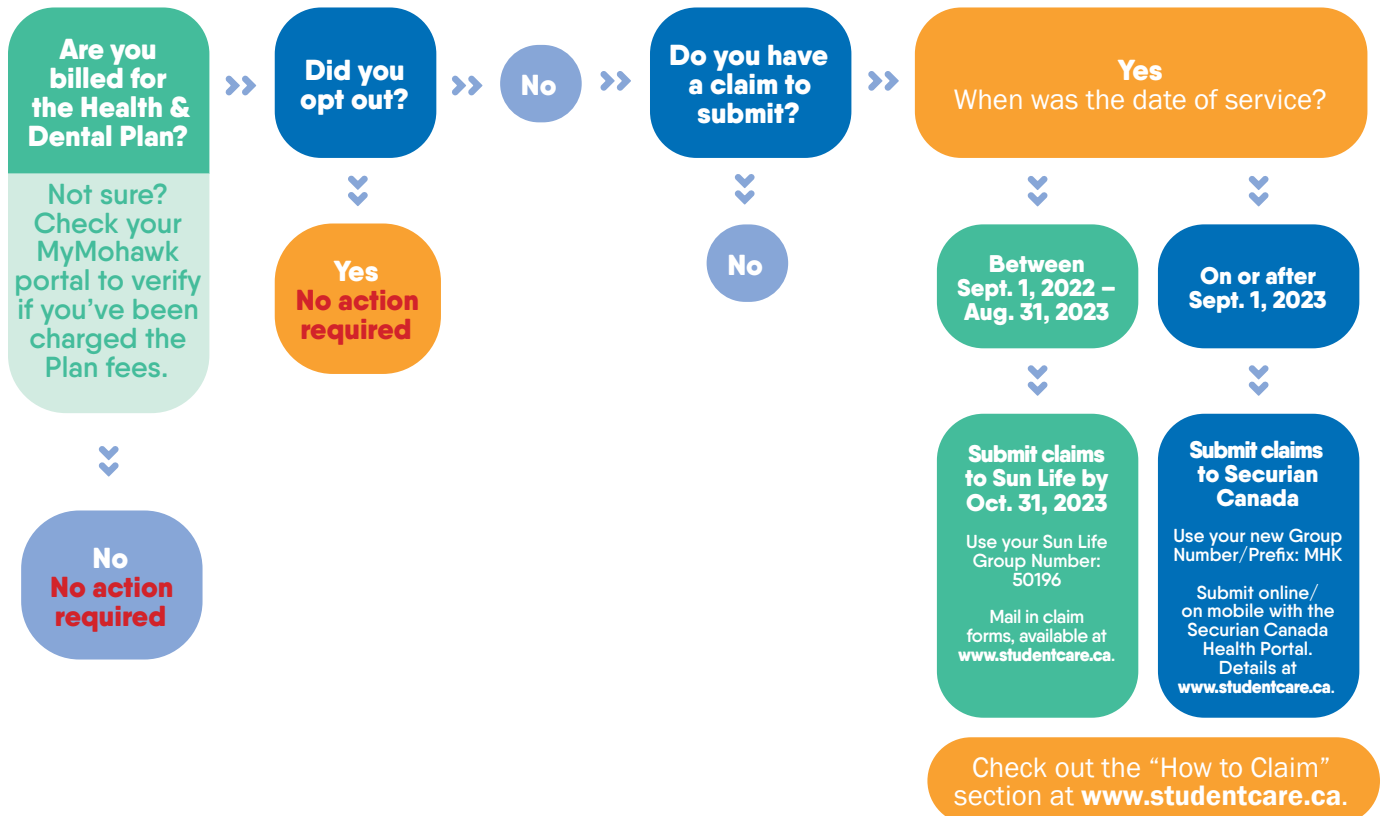 Are you
billed for
the Health &
Dental Plan?
Not sure?
Check your
MyMohawk
portal to verify
if you've been
charged the
Plan fees.
No
No action
required
Did you
opt out?
Yes
No action
required
No
Do you have
a claim to
submit?
No
Yes
When was the date of service?
Between
Sept. 1, 2022 –
Aug. 31, 2023
Submit claims
to Sun Life by
Oct. 31, 2023
Use your Sun Life
Group Number:
50196
Mail in claim
forms, available at
www.studentcare.ca.
On or after
Sept. 1, 2023
Submit claims
to Securian
Canada
Use your new Group
Number/Prefix: MHK
Submit online/
on mobile with the
Securian Canada
Health Portal.
Details at
www.studentcare.ca.
Check out the “How to Claim”
section at www.studentcare.ca.